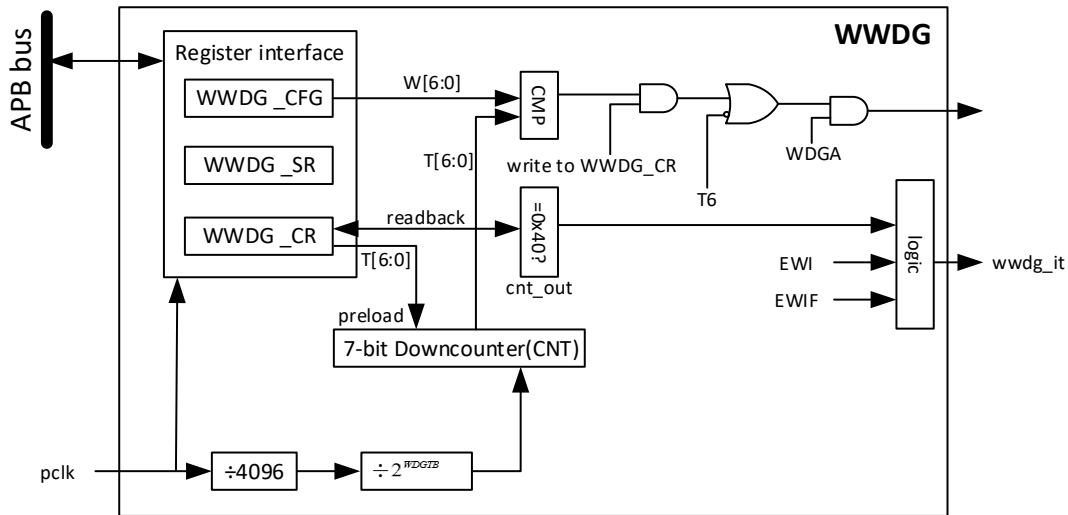 WWDG
APB bus
Register interface
WWDG _CFG
W[6:0]
CMP
WWDG _SR
T[6:0]
write to WWDG_CR
WDGA
T6
WWDG _CR
readback
=0x40?
T[6:0]
cnt_out
logic
EWI
wwdg_it
EWIF
preload
7-bit Downcounter(CNT)
pclk
÷4096
÷2^WDGTB